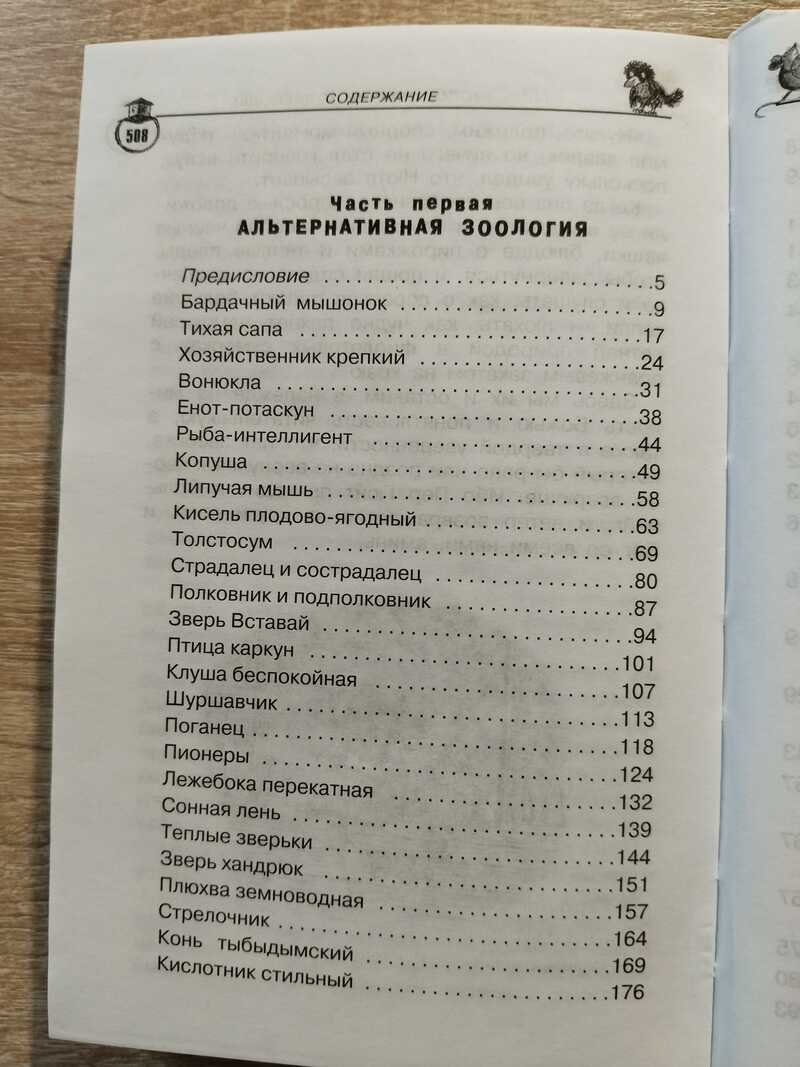 СОДЕРЖАНИЕ
508
Часть первая
АЛЬТЕРНАТИВНАЯ ЗООЛОГИЯ
Предисловие 5
Бардачный мышонок 9
Тихая сапа 17
Хозяйственник крепкий 24
Вонюкла 31
Енот-потаскун 38
Рыба-интеллигент 44
Копуша 49
Липучая мышь 58
Кисель плодово-ягодный 63
Толстосум 69
Страдалец и сострадалец 80
Полковник и подполковник 87
Зверь Вставай 94
Птица каркун 101
Клуша беспокойная 107
Шуршавчик 113
Поганец 118
Пионеры 124
Лежебока перекатная 132
Сонная лень 139
Теплые зверьки 144
Зверь хандрюк 151
Плюхва земноводная 157
Стрелочник 164
Конь тыбыдымский 169
Кислотник стильный 176